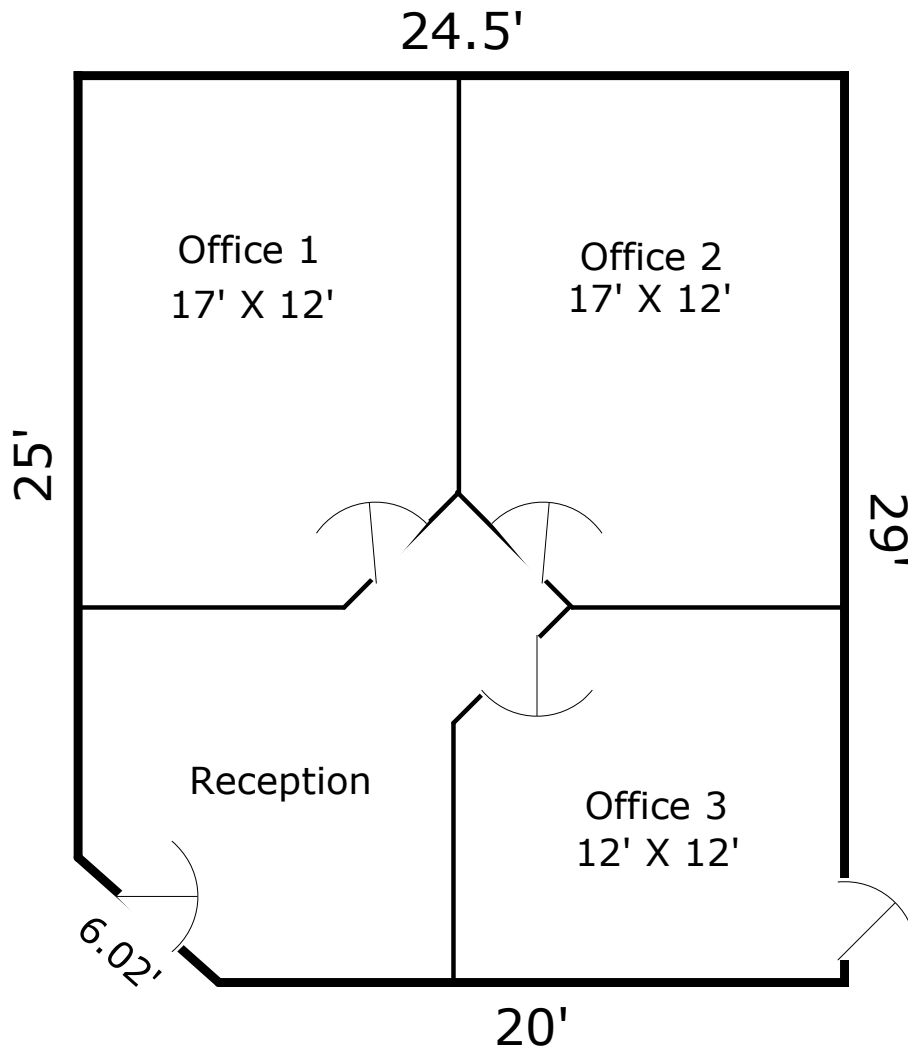 24.5'
Office 1
17' X 12'
Office 2
17' X 12'
25'
29'
Reception
Office 3
12' X 12'
6.02'
20'